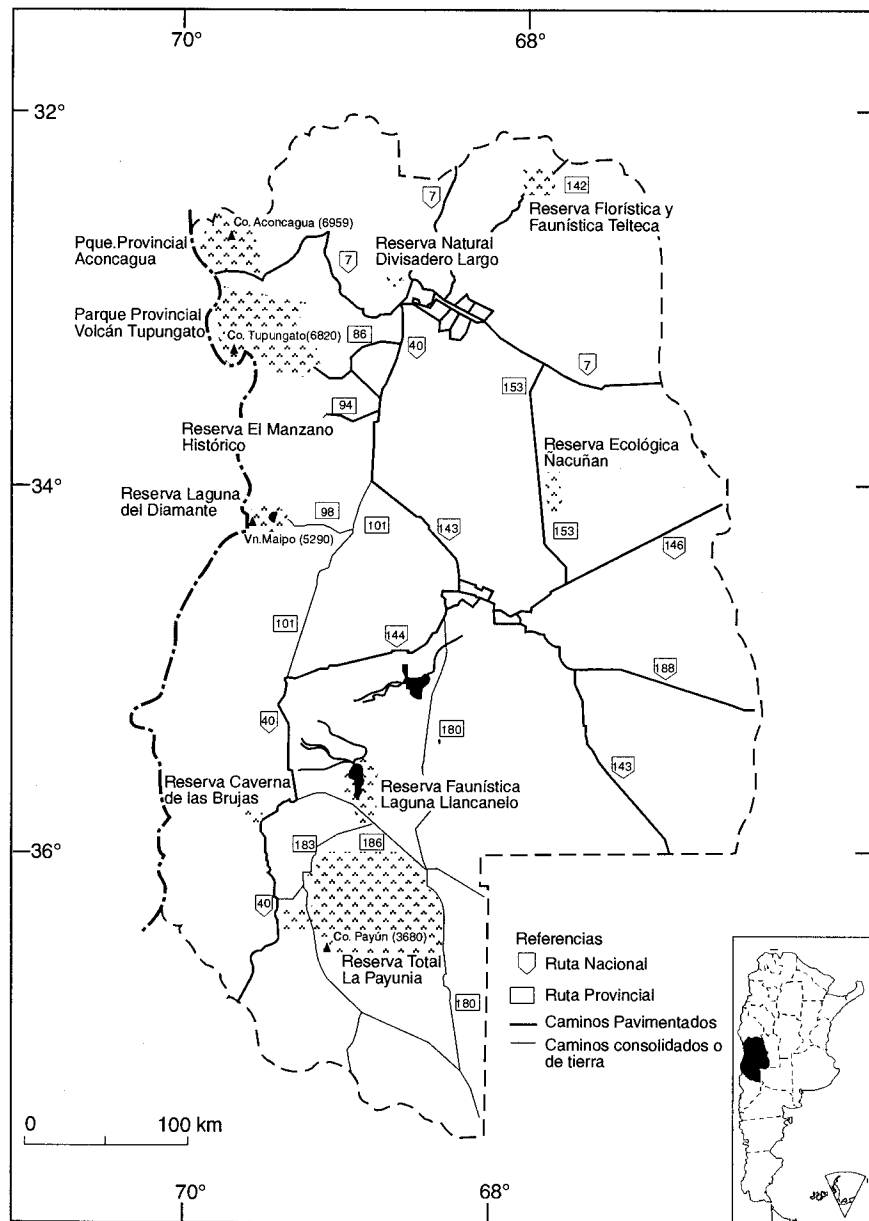 70°
68°
32°
7
142
Reserva Florística y
Faunística Telteca
Co. Aconcagua (6959)
Pque.Provincial
Aconcagua
Reserva Natural
Divisadero Largo
7
Parque Provincial
Volcán Tupungato
Co. Tupungato(6820)
86
40
7
153
94
Reserva El Manzano
Histórico
Reserva Ecológica
Ñacuñan
34°
Reserva Laguna
del Diamante
98
Vn.Maipo (5290)
101
143
153
146
101
144
188
40
180
143
Reserva Caverna
de las Brujas
Reserva Faunística
Laguna Llancanelo
36°
183
186
40
Co. Payún (3680)
Reserva Total
La Payunia
180
Referencias
Ruta Nacional
Ruta Provincial
Caminos Pavimentados
Caminos consolidados o
de tierra
0
100 km
70°
68°